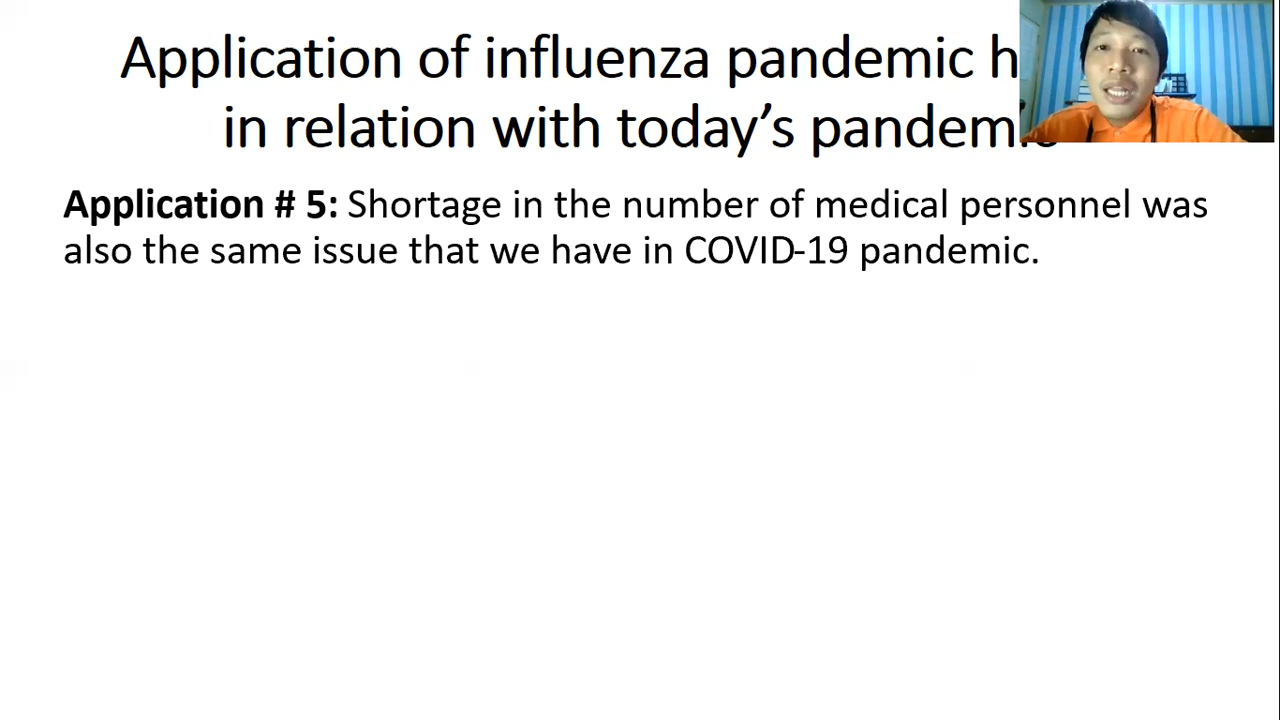 Application of influenza pandemic
in relation with today's
Application # 5: Shortage in the number of medical personnel was
also the same issue that we have in COVID-19 pandemic.